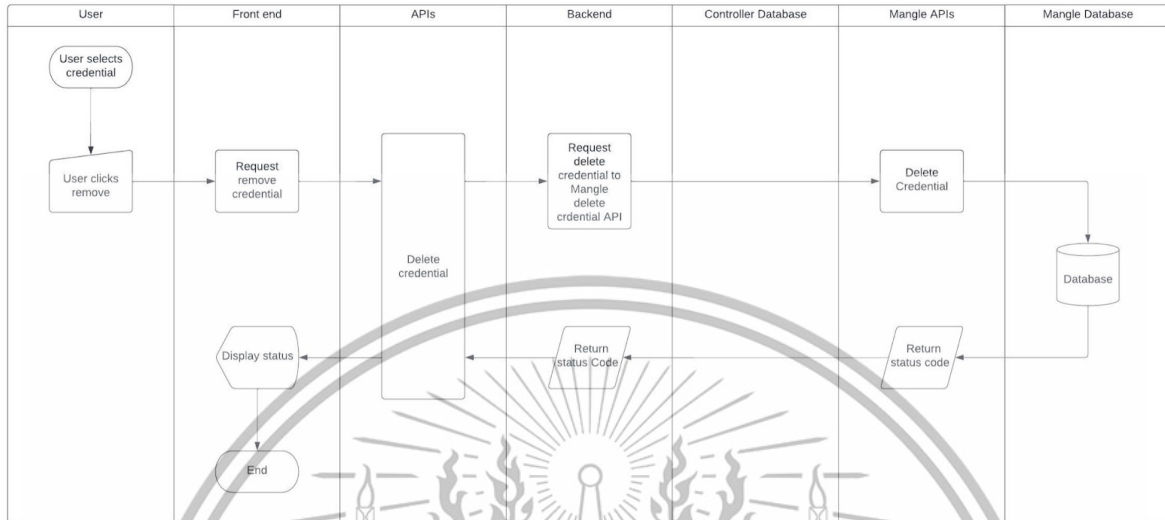 User
Front end
APIs
Backend
Controller Database
Mangle APIs
Mangle Database
User selects
credential
User clicks
remove
Request
remove
credential
Delete
credential
Request
delete
credential to
Mangle
delete
crdential API
Delete
Credential
Database
Display status
Return
status Code
Return
status code
End